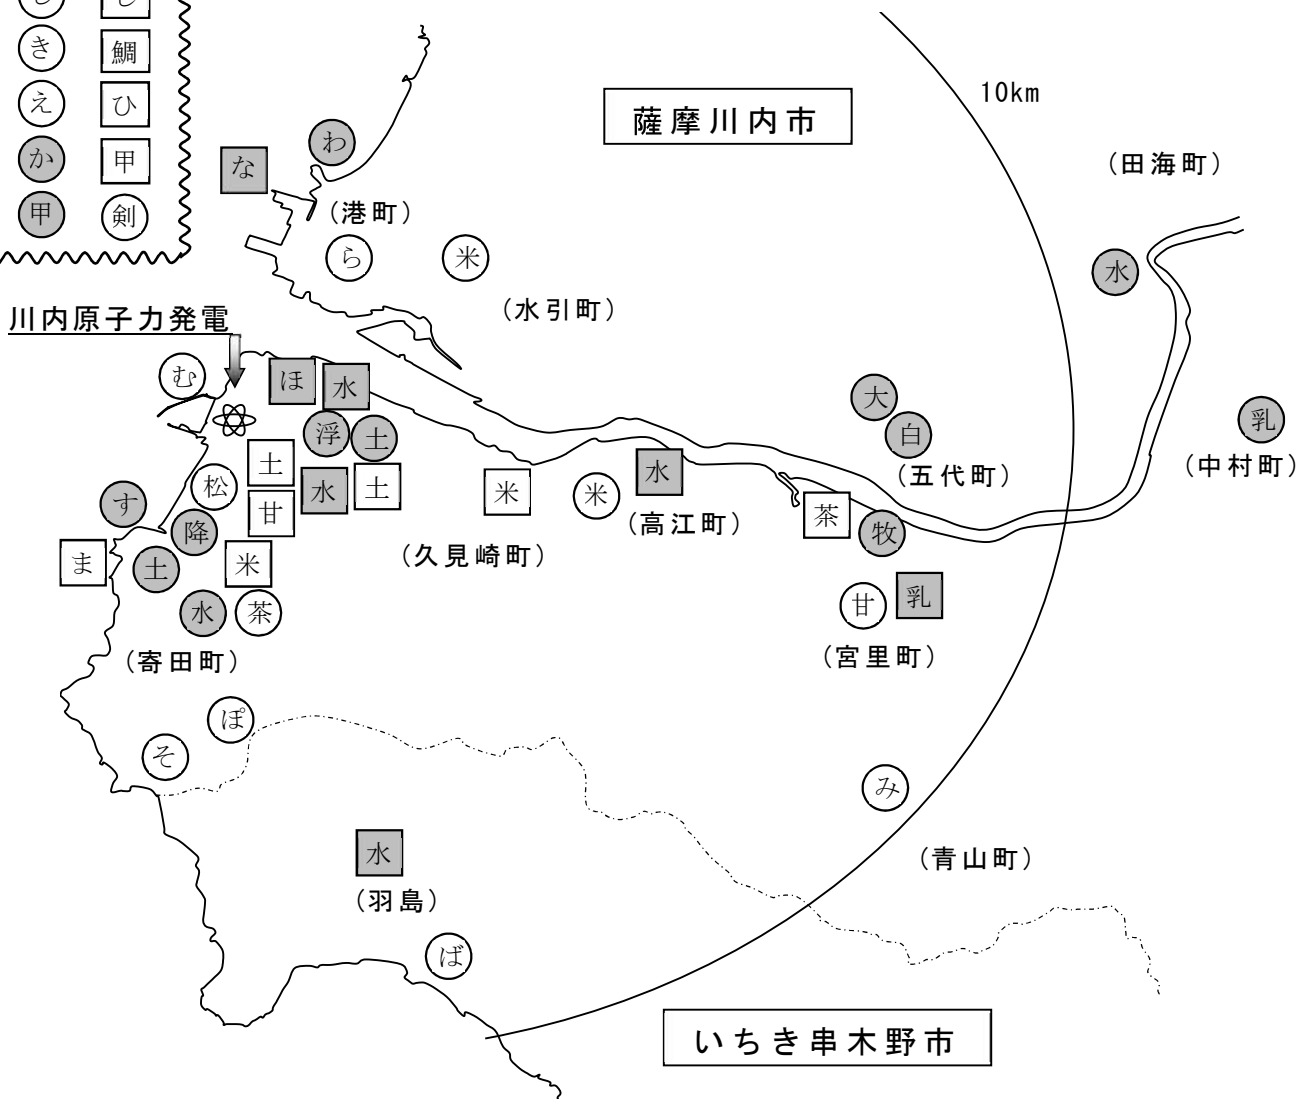 き 鯛
え ひ
か 甲
甲 剣
10km
薩摩川内市
(田海町)
わ
な
(港町)
ら 米
水
(水引町)
川内原子力発電
む
ほ 水
大
乳
浮 土
白
(中村町)
土
(五代町)
松 水 土 米 米 水
す 甘 茶
(高江町)
降 牧
(久見崎町)
ま 土 米
乳
水 茶 甘
(寄田町)
(宮里町)
ぽ
そ
み
水
(青山町)
(羽島)
ば
いちき串木野市